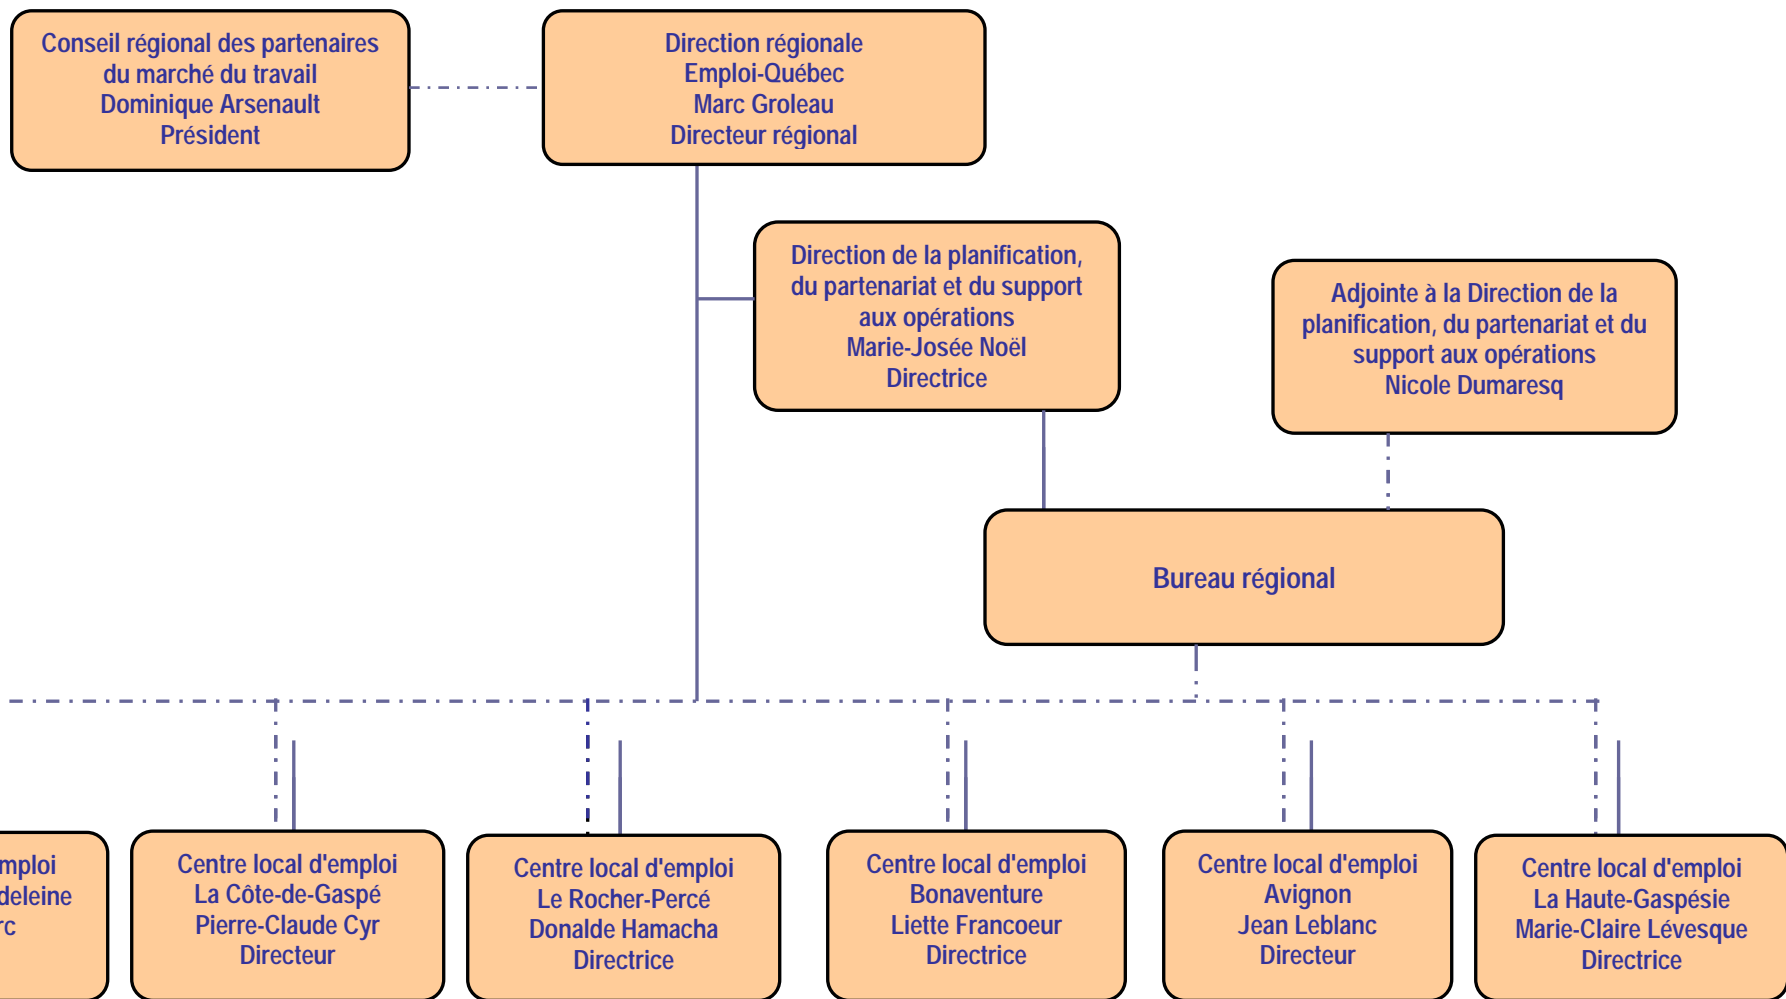 Conseil régional des partenaires
du marché du travail
Dominique Arsenault
Président
Direction régionale
Emploi-Québec
Marc Groleau
Directeur régional
Direction de la planification,
du partenariat et du support
aux opérations
Marie-Josée Noël
Directrice
Adjointe à la Direction de la
planification, du partenariat et du
support aux opérations
Nicole Dumaresq
Bureau régional
mploi
deleine
rc
Centre local d'emploi
La Côte-de-Gaspé
Pierre-Claude Cyr
Directeur
Centre local d'emploi
Le Rocher-Percé
Donalde Hamacha
Directrice
Centre local d'emploi
Bonaventure
Liette Francoeur
Directrice
Centre local d'emploi
Avignon
Jean Leblanc
Directeur
Centre local d'emploi
La Haute-Gaspésie
Marie-Claire Lévesque
Directrice